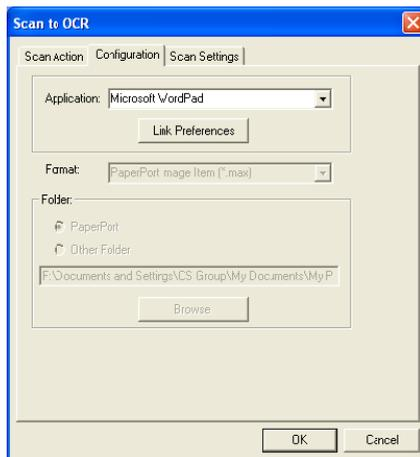 Scan to OCR
Scan Action Configuration Scan Settings
Application: Microsoft WordPad
Link Preferences
Format: PaperPort mage Item (*.max)
Folder:
PaperPort
Other Folder
F:\Documents and Settings\CS Group\My Documents\My P
Browse
OK Cancel